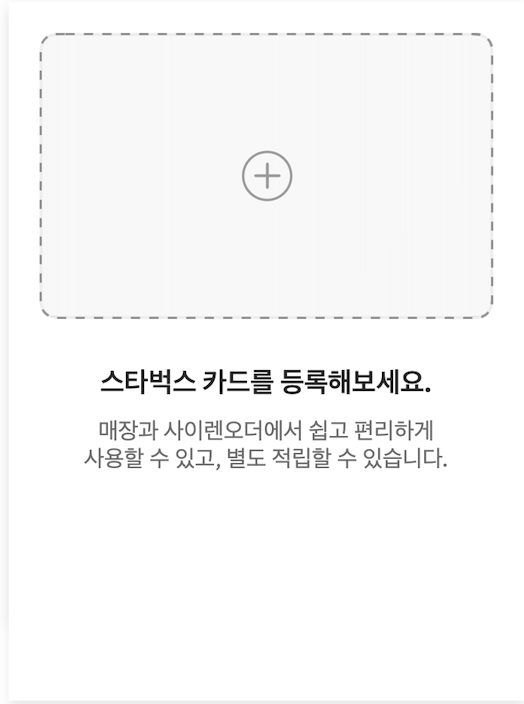 스타벅스 카드를 등록해보세요.
매장과 사이렌오더에서 쉽고 편리하게
사용할 수 있고, 별도 적립할 수 있습니다.